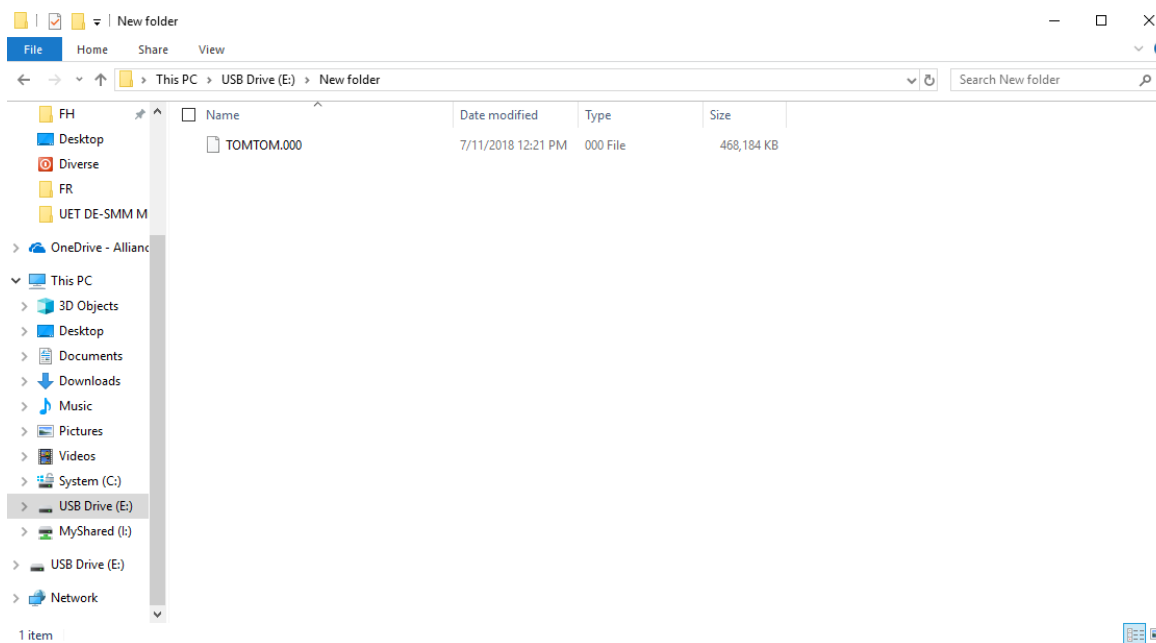 New folder
File Home Share View
This PC > USB Drive (E:) > New folder
Search New folder
Name Date modified Type Size
TOMTOM.000 7/11/2018 12:21 PM 000 File 468,184 KB
FH
Desktop
Diverse
FR
UET DE-SMM M
OneDrive - Allianc
This PC
3D Objects
Desktop
Documents
Downloads
Music
Pictures
Videos
System (C:)
USB Drive (E:)
MyShared (I:)
USB Drive (E:)
Network
1 item